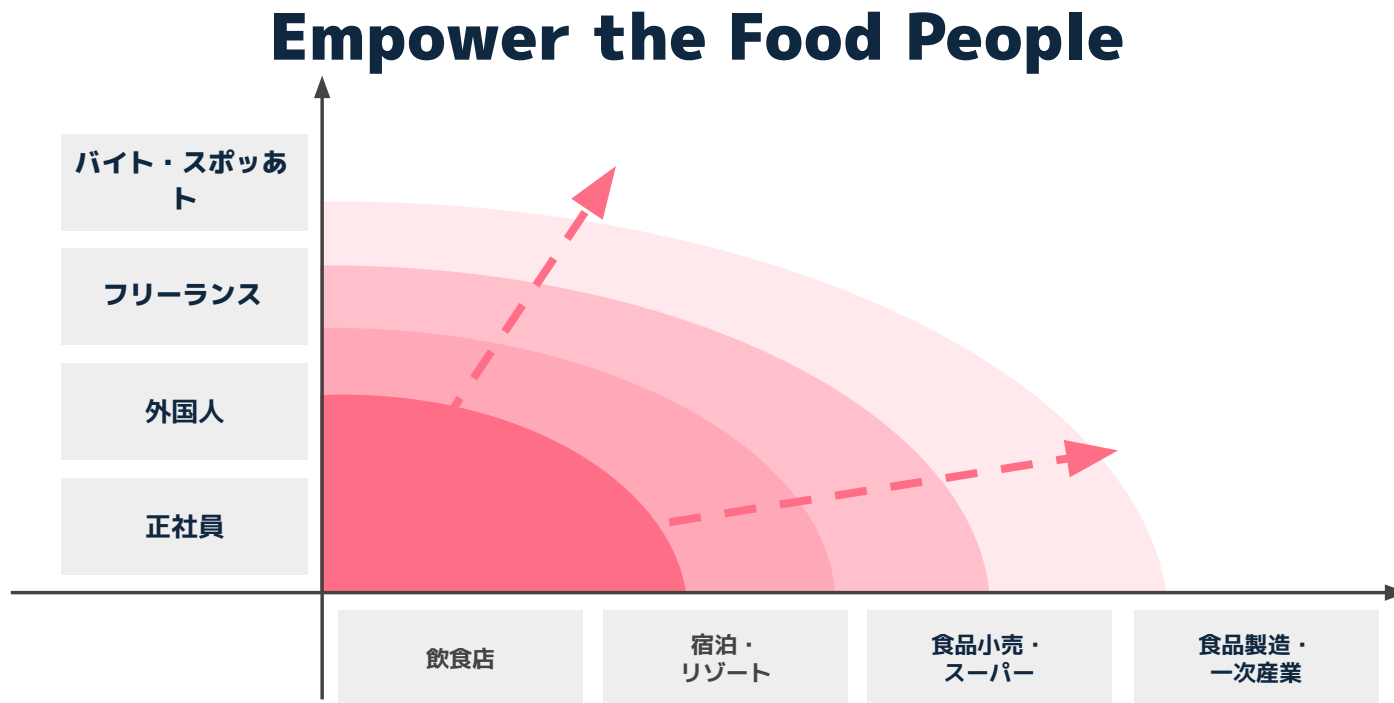 Empower the Food People
バイト・スポッあ
ト
フリーランス
外国人
正社員
飲食店
宿泊・
リゾート
食品小売・
スーパー
食品製造・
一次産業